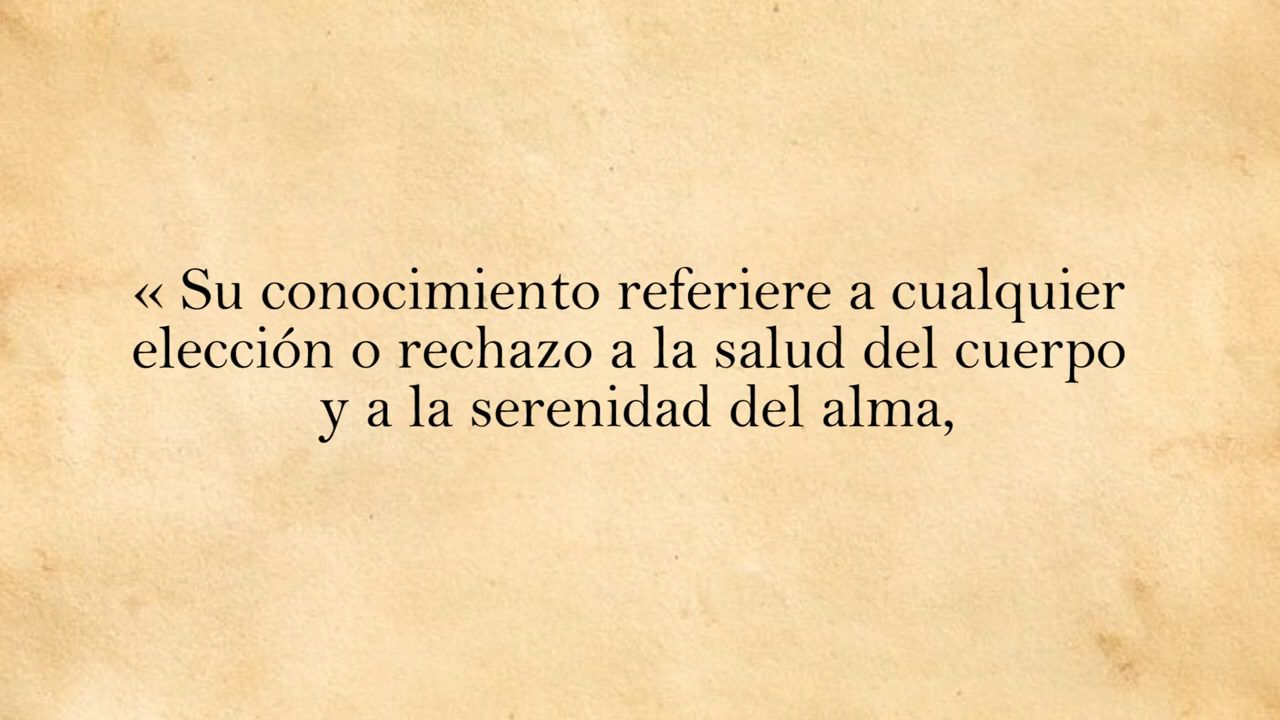 « Su conocimiento referiere a cualquier
elección o rechazo a la salud del cuerpo
y a la serenidad del alma,